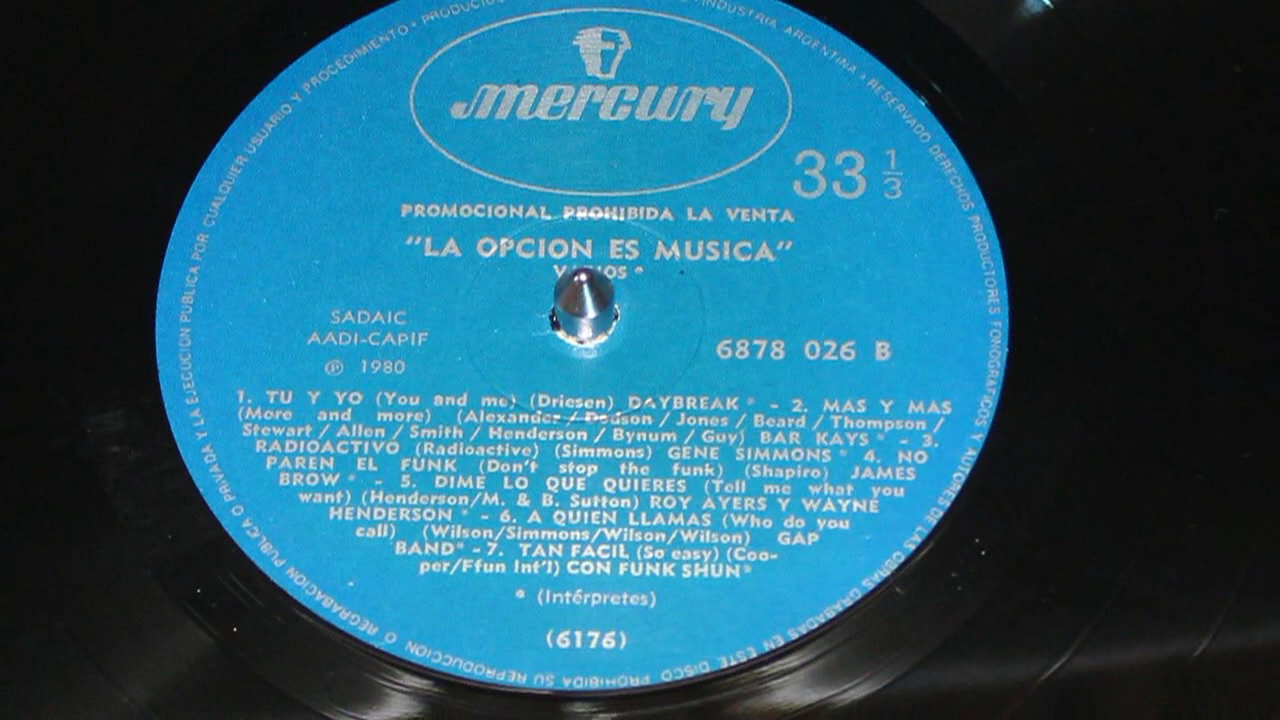 mercury
33 1/3
PROMOCIONAL PROHIBIDA LA VENTA
"LA OPCION ES MUSICA"
SADAIC
AADI-CAPIF
℗ 1980
6878 026 B
1. TU Y YO (You and me) (Driesen) DAYBREAK* - 2. MAS Y MAS
(More and more) (Alexander / Dodson / Jones / Beard / Thompson /
Stewart / Allen / Smith / Henderson / Bynum / Guy) BAR KAYS* - 3.
RADIOACTIVO (Radioactive) (Simmons) GENE SIMMONS* 4. NO
PAREN EL FUNK (Don't stop the funk) (Shapiro) JAMES
BROW* - 5. DIME LO QUE QUIERES (Tell me what you
want) (Henderson/M. & B. Sutton) ROY AYERS Y WAYNE
HENDERSON* - 6. A QUIEN LLAMAS (Who do you
call) (Wilson/Simmons/Wilson/Wilson) GAP
BAND* - 7. TAN FACIL (So easy) (Coo-
per/Ffun Int'l) CON FUNK SHUN*
* (Intérpretes)
(6176)
INDUSTRIA ARGENTINA • RESERVADO DERECHOS PRODUCTORES FONOGRAFICOS Y AUTORES DE LAS OBRAS GRABADAS EN ESTE DISCO PROHIBIDA SU REPRODUCCION O REGRABACION PUBLICA O PRIVADA Y LA EJECUCION PUBLICA POR CUALQUIER USUARIO Y PROCEDIMIENTO • PRODUCIDO